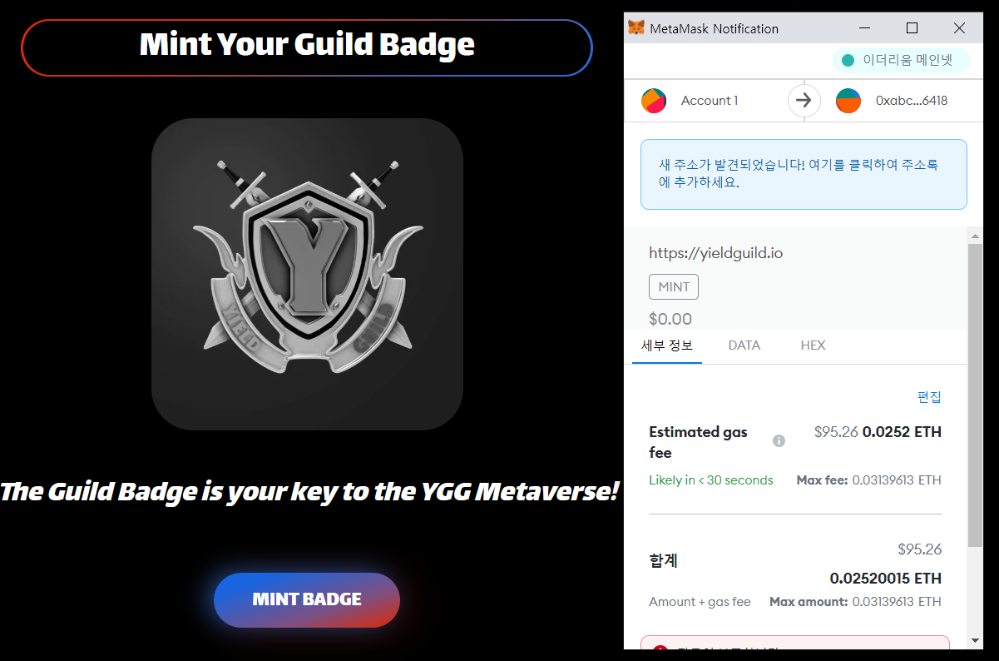 Mint Your Guild Badge
YIELD
GUILD
The Guild Badge is your key to the YGG Metaverse!
MINT BADGE
MetaMask Notification
이더리움 메인넷
Account 1
0xabc...6418
새 주소가 발견되었습니다! 여기를 클릭하여 주소록
에 추가하세요.
https://yieldguild.io
MINT
$0.00
세부 정보 DATA HEX
편집
Estimated gas
fee
$95.26 0.0252 ETH
Likely in < 30 seconds Max fee: 0.03139613 ETH
$95.26
합계
0.02520015 ETH
Amount + gas fee Max amount: 0.03139613 ETH